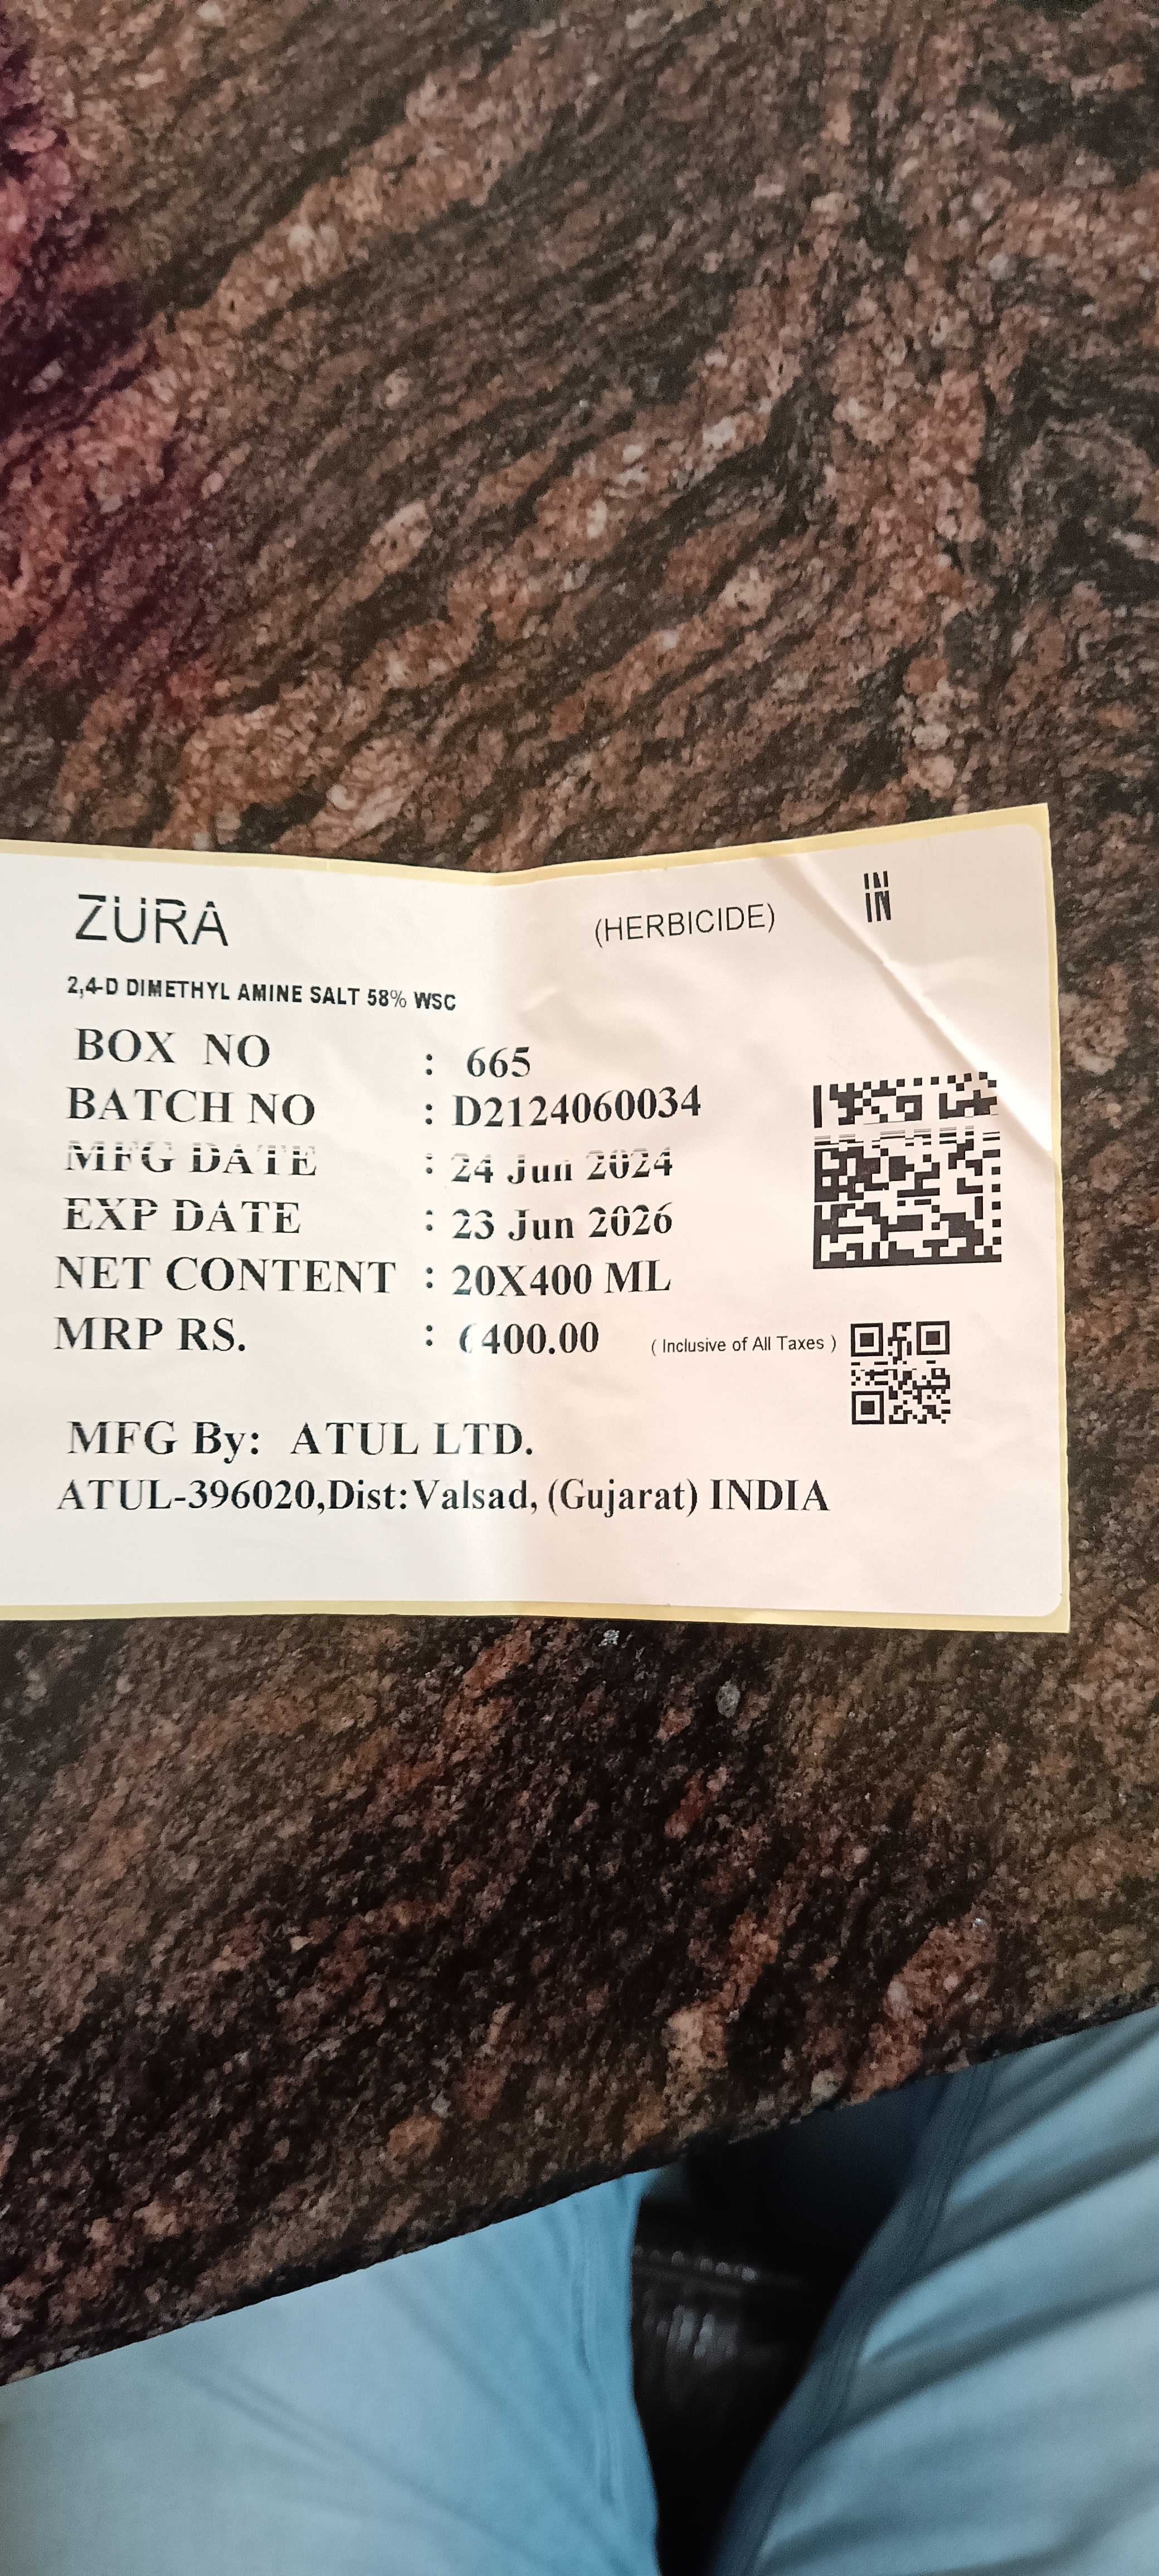 ZURA (HERBICIDE) IN
2,4-D DIMETHYL AMINE SALT 58% WSC
BOX NO : 665
BATCH NO : D2124060034
MFG DATE : 24 Jun 2024
EXP DATE : 23 Jun 2026
NET CONTENT : 20X400 ML
MRP RS. : 6400.00 ( Inclusive of All Taxes )
MFG By: ATUL LTD.
ATUL-396020,Dist:Valsad, (Gujarat) INDIA